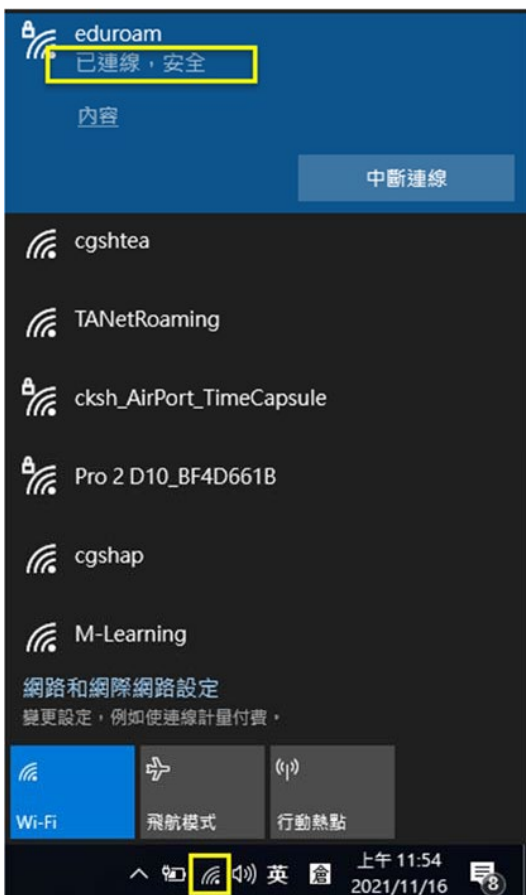 eduroam
已連線，安全
內容
中斷連線
cgshtea
TANetRoaming
cksh_AirPort_TimeCapsule
Pro 2 D10_BF4D661B
cgshap
M-Learning
網路和網際網路設定
變更設定，例如使連線計量付費。
Wi-Fi
飛航模式
行動熱點
英
倉
上午 11:54
2021/11/16
8